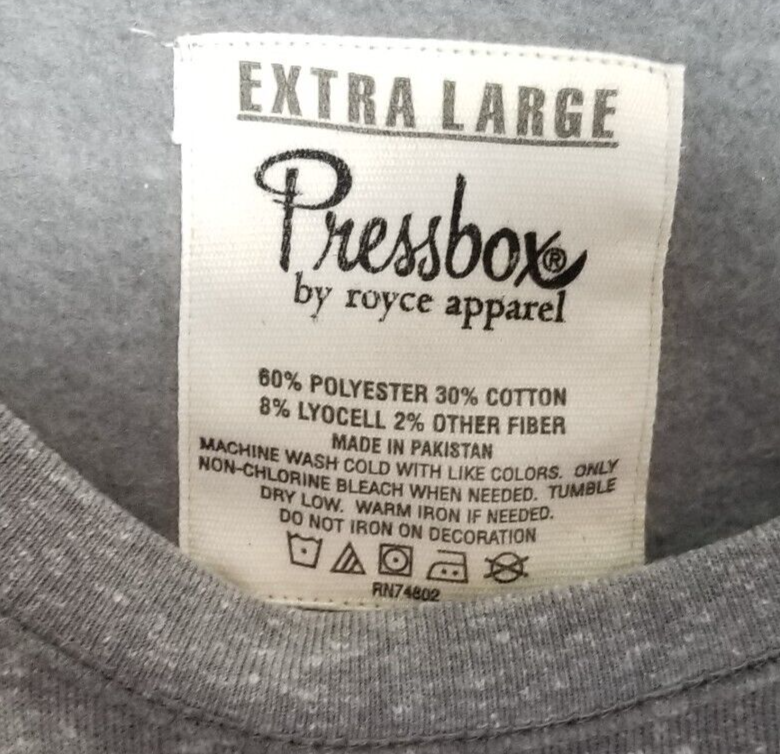 EXTRA LARGE
Pressbox®
by royce apparel
60% POLYESTER 30% COTTON
8% LYOCELL 2% OTHER FIBER
MADE IN PAKISTAN
MACHINE WASH COLD WITH LIKE COLORS. ONLY
NON-CHLORINE BLEACH WHEN NEEDED. TUMBLE
DRY LOW. WARM IRON IF NEEDED.
DO NOT IRON ON DECORATION
RN74802